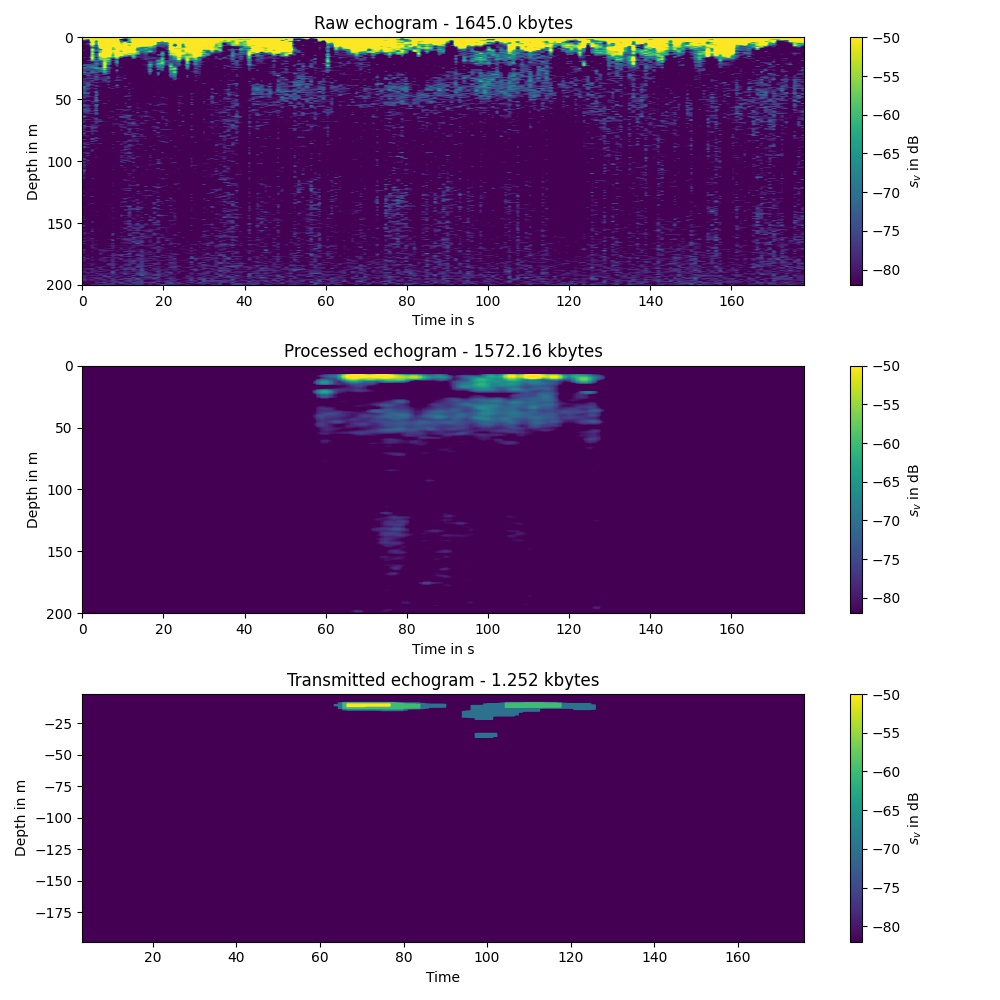 Raw echogram - 1645.0 kbytes
0
50
100
150
200
Depth in m
0 20 40 60 80 100 120 140 160
Time in s
−50
−55
−60
−65
−70
−75
−80
s_v in dB
Processed echogram - 1572.16 kbytes
0
50
100
150
200
Depth in m
0 20 40 60 80 100 120 140 160
Time in s
−50
−55
−60
−65
−70
−75
−80
s_v in dB
Transmitted echogram - 1.252 kbytes
−25
−50
−75
−100
−125
−150
−175
Depth in m
20 40 60 80 100 120 140 160
Time
−50
−55
−60
−65
−70
−75
−80
s_v in dB